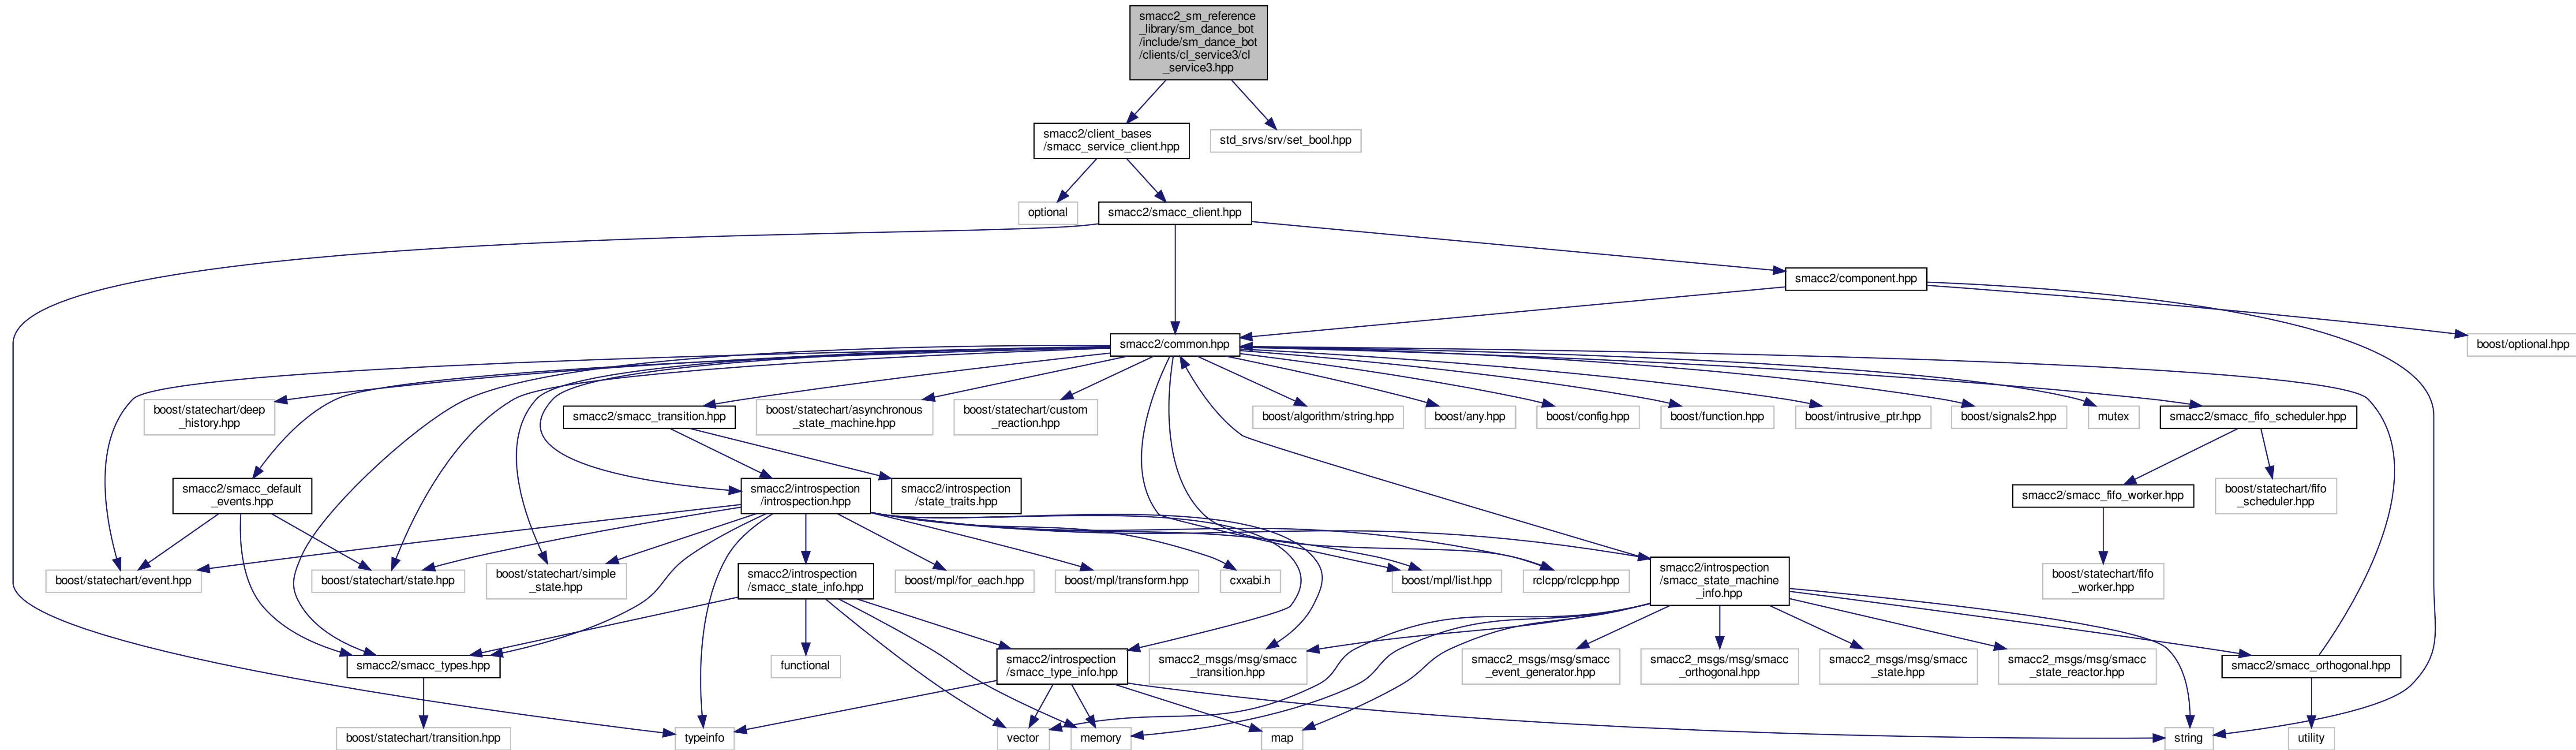 smacc2_sm_reference
_library/sm_dance_bot
/include/sm_dance_bot
/clients/cl_service3/cl
_service3.hpp
smacc2/client_bases
/smacc_service_client.hpp
std_srvs/srv/set_bool.hpp
optional
smacc2/smacc_client.hpp
smacc2/component.hpp
smacc2/common.hpp
boost/optional.hpp
boost/statechart/deep
_history.hpp
smacc2/smacc_transition.hpp
boost/statechart/asynchronous
_state_machine.hpp
boost/statechart/custom
_reaction.hpp
boost/algorithm/string.hpp
boost/any.hpp
boost/config.hpp
boost/function.hpp
boost/intrusive_ptr.hpp
boost/signals2.hpp
mutex
smacc2/smacc_fifo_scheduler.hpp
smacc2/smacc_default
_events.hpp
smacc2/introspection
/introspection.hpp
smacc2/introspection
/state_traits.hpp
smacc2/smacc_fifo_worker.hpp
boost/statechart/fifo
_scheduler.hpp
boost/statechart/event.hpp
boost/statechart/state.hpp
boost/statechart/simple
_state.hpp
smacc2/introspection
/smacc_state_info.hpp
boost/mpl/for_each.hpp
boost/mpl/transform.hpp
cxxabi.h
boost/mpl/list.hpp
rclcpp/rclcpp.hpp
smacc2/introspection
/smacc_state_machine
_info.hpp
boost/statechart/fifo
_worker.hpp
smacc2/smacc_types.hpp
functional
smacc2/introspection
/smacc_type_info.hpp
smacc2_msgs/msg/smacc
_transition.hpp
smacc2_msgs/msg/smacc
_event_generator.hpp
smacc2_msgs/msg/smacc
_orthogonal.hpp
smacc2_msgs/msg/smacc
_state.hpp
smacc2_msgs/msg/smacc
_state_reactor.hpp
smacc2/smacc_orthogonal.hpp
boost/statechart/transition.hpp
typeinfo
vector
memory
map
string
utility